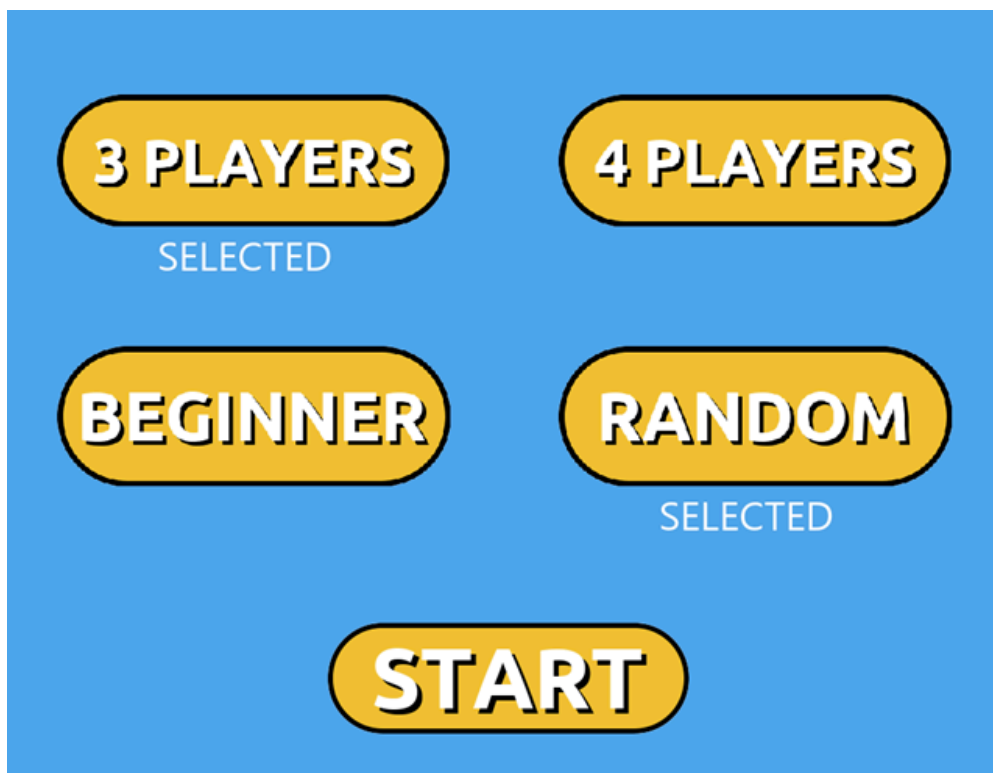 3 PLAYERS
4 PLAYERS
SELECTED
BEGINNER
RANDOM
SELECTED
START